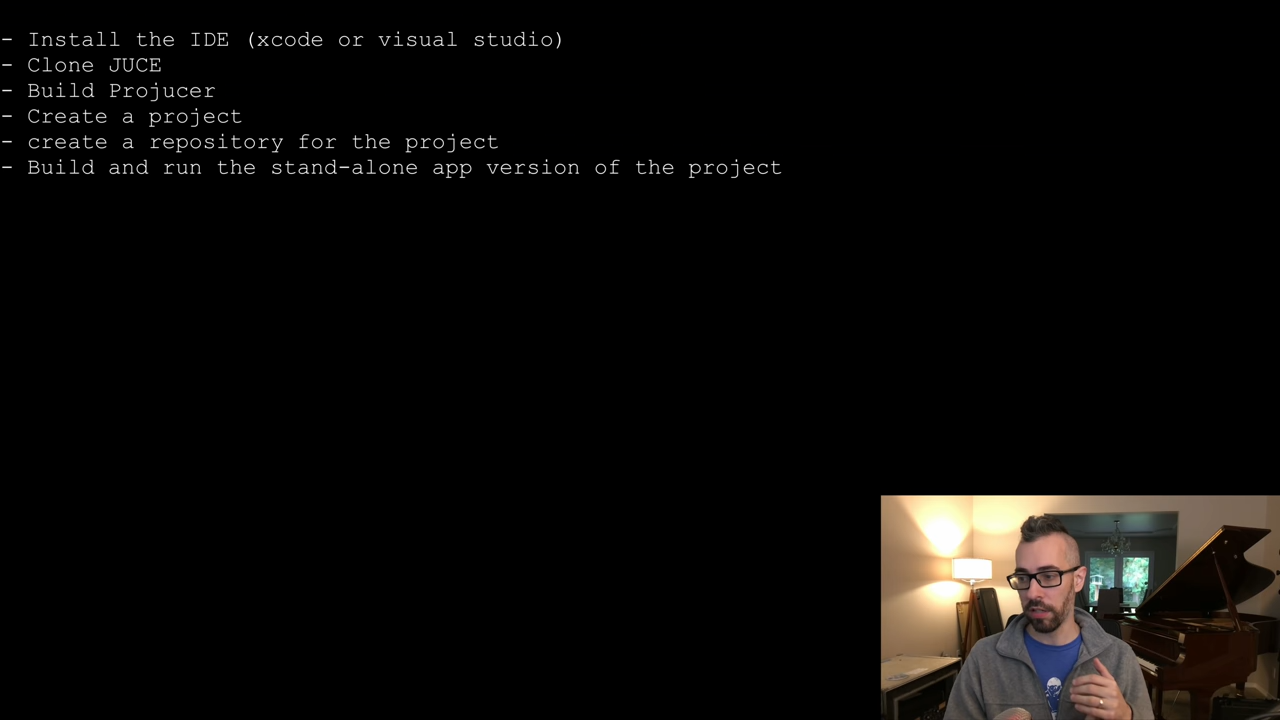 - Install the IDE (xcode or visual studio)
- Clone JUCE
- Build Projucer
- Create a project
- create a repository for the project
- Build and run the stand-alone app version of the project